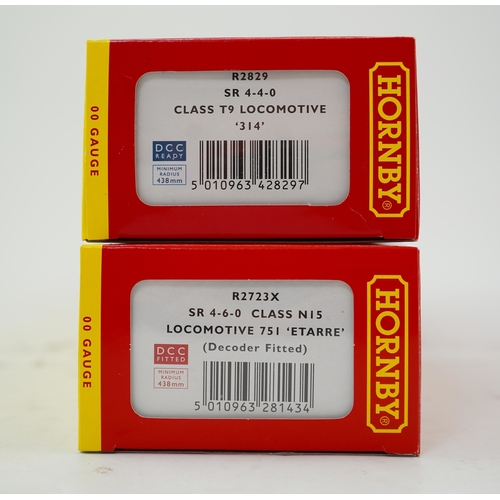 00 GAUGE
R2829
SR 4-4-0
CLASS T9 LOCOMOTIVE
'314'
DCC
READY
MINIMUM
RADIUS
438mm
5 010963 428297
HORNBY®
00 GAUGE
R2723X
SR 4-6-0 CLASS N15
LOCOMOTIVE 751 'ETARRE'
(Decoder Fitted)
DCC
FITTED
MINIMUM
RADIUS
438mm
5 010963 281434
HORNBY®